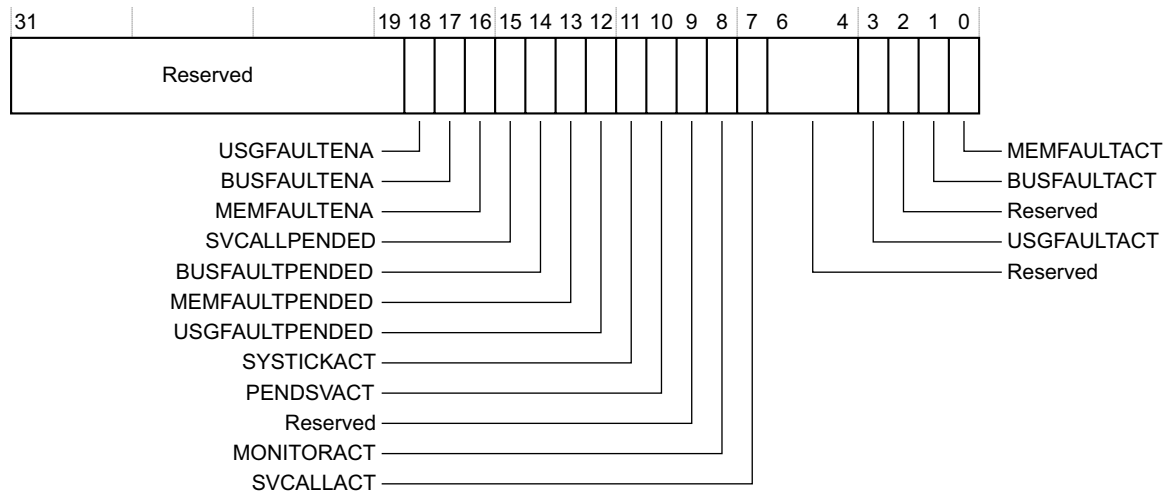 31 19 18 17 16 15 14 13 12 11 10 9 8 7 6 4 3 2 1 0
Reserved
USGFAULTENA MEMFAULTACT
BUSFAULTENA BUSFAULTACT
MEMFAULTENA Reserved
SVCALLPENDED USGFAULTACT
BUSFAULTPENDED Reserved
MEMFAULTPENDED
USGFAULTPENDED
SYSTICKACT
PENDSVACT
Reserved
MONITORACT
SVCALLACT